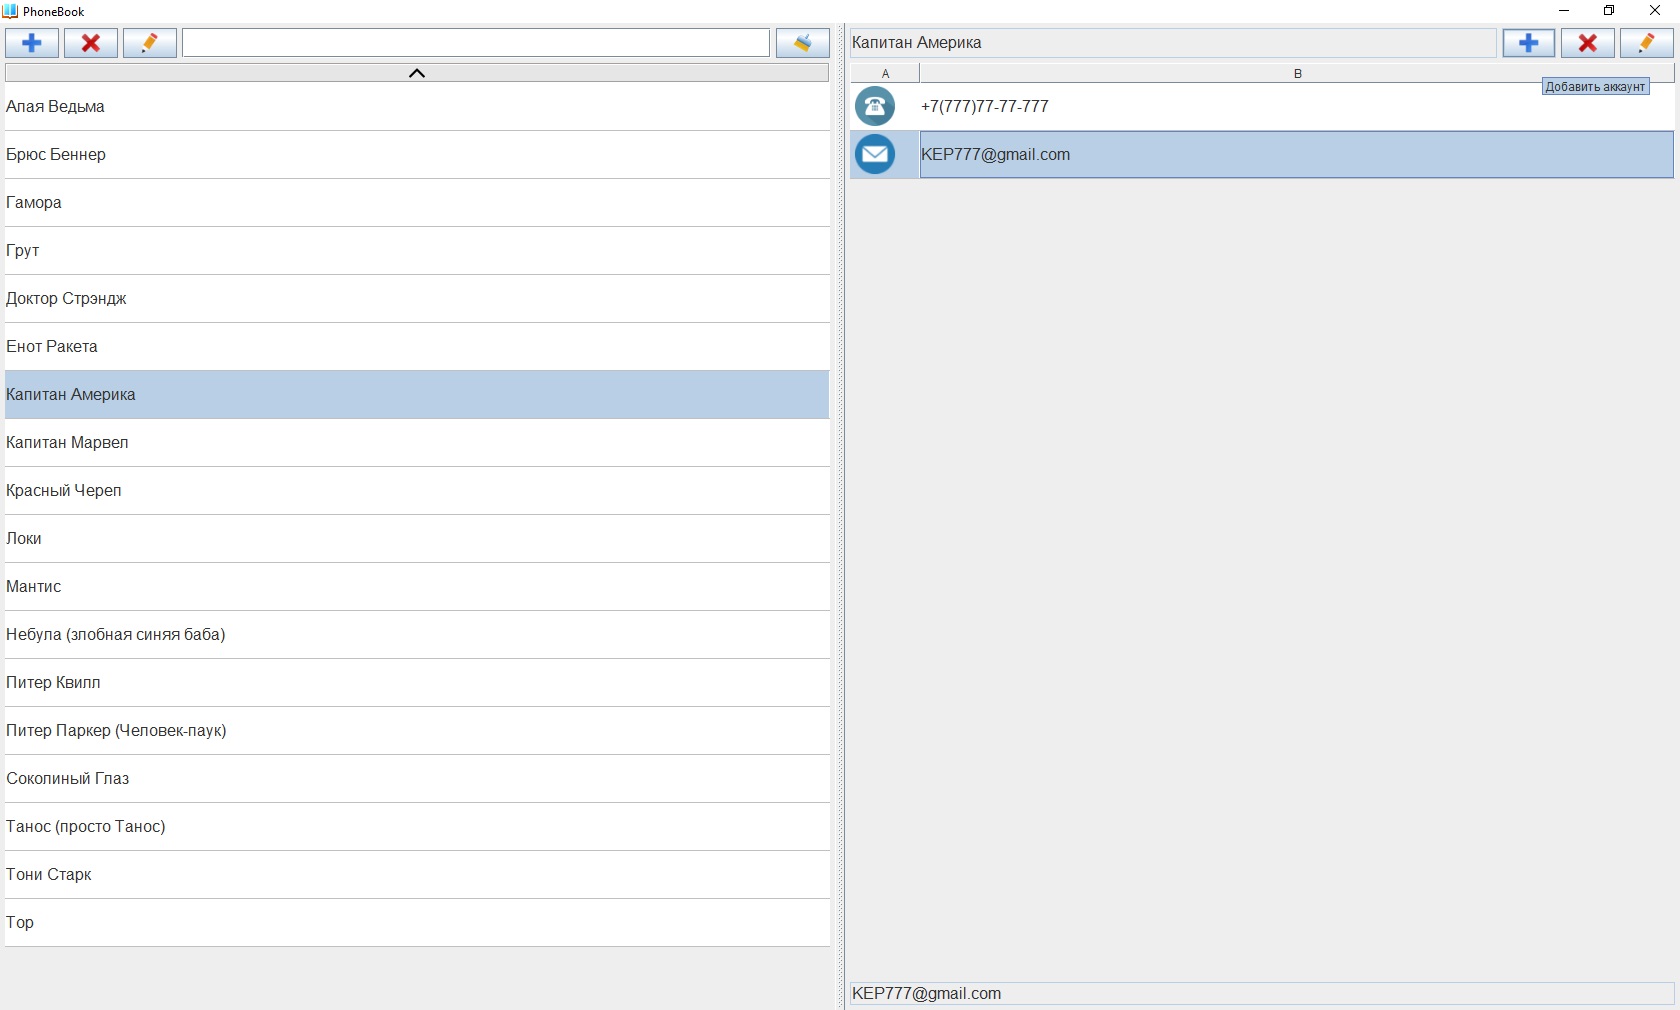 PhoneBook
Капитан Америка
A
B
Добавить аккаунт
Алая Ведьма
+7(777)77-77-777
Брюс Беннер
KEP777@gmail.com
Гамора
Грут
Доктор Стрэндж
Енот Ракета
Капитан Америка
Капитан Марвел
Красный Череп
Локи
Мантис
Небула (злобная синяя баба)
Питер Квилл
Питер Паркер (Человек-паук)
Соколиный Глаз
Танос (просто Танос)
Тони Старк
Тор
KEP777@gmail.com